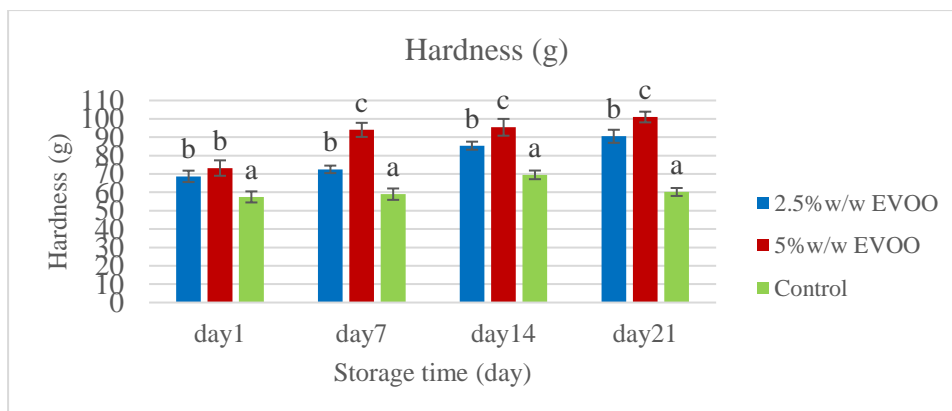 Hardness (g)
Hardness (g)
110
100
90
80
70
60
50
40
30
20
10
0
b b a
b c a
b c a
b c a
day1 day7 day14 day21
Storage time (day)
2.5%w/w EVOO
5%w/w EVOO
Control